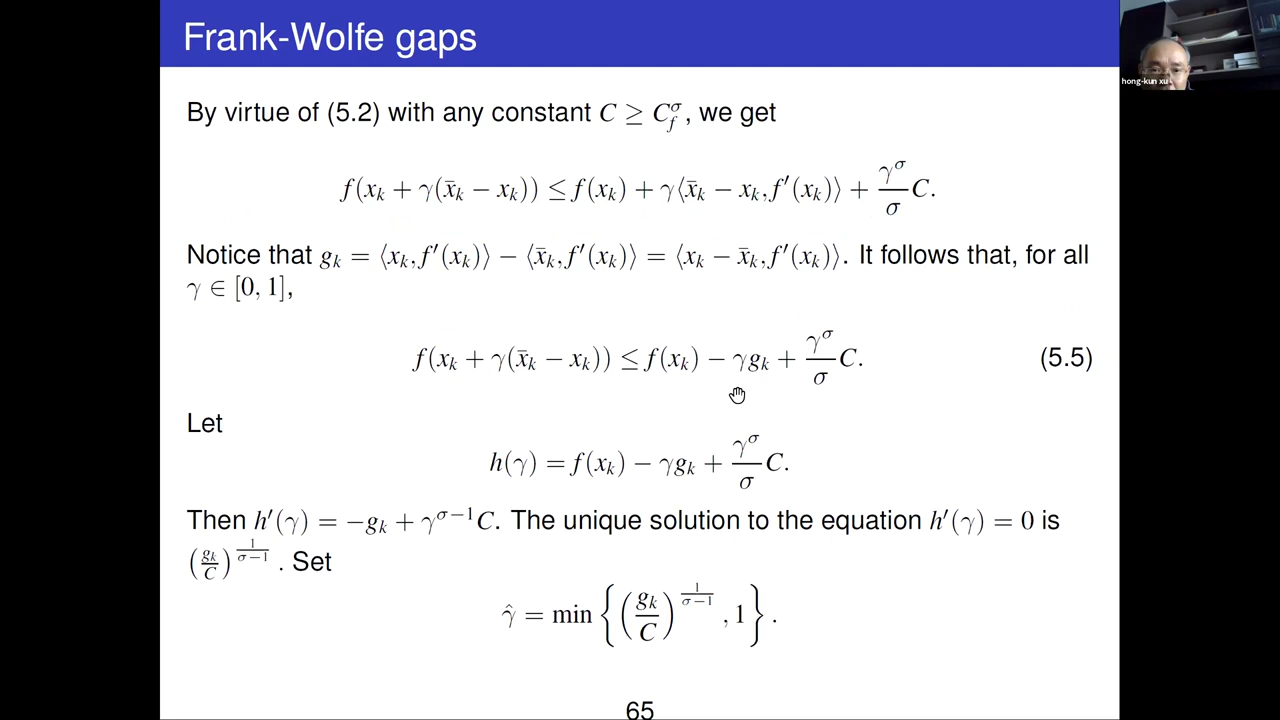 Frank-Wolfe gaps
hong-kun xu
By virtue of (5.2) with any constant C ≥ C_f^σ, we get
f(x_k + γ(x̄_k − x_k)) ≤ f(x_k) + γ⟨x̄_k − x_k, f′(x_k)⟩ + γ^σ/σ C.
Notice that g_k = ⟨x_k, f′(x_k)⟩ − ⟨x̄_k, f′(x_k)⟩ = ⟨x_k − x̄_k, f′(x_k)⟩. It follows that, for all
γ ∈ [0, 1],
f(x_k + γ(x̄_k − x_k)) ≤ f(x_k) − γg_k + γ^σ/σ C. (5.5)
Let
h(γ) = f(x_k) − γg_k + γ^σ/σ C.
Then h′(γ) = −g_k + γ^{σ−1}C. The unique solution to the equation h′(γ) = 0 is
(g_k/C)^{1/(σ−1)}. Set
γ̂ = min {(g_k/C)^{1/(σ−1)}, 1}.
65